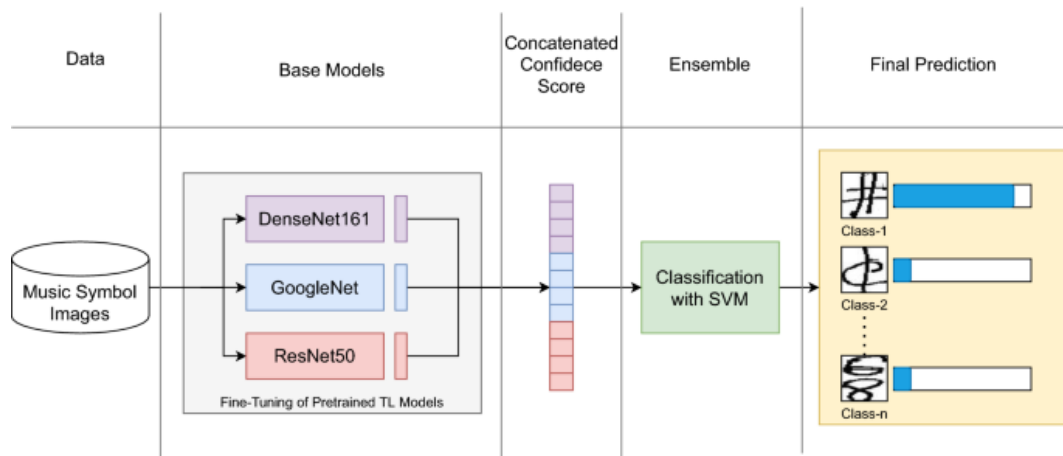 Data
Base Models
Concatenated
Confidece
Score
Ensemble
Final Prediction
Music Symbol
Images
DenseNet161
GoogleNet
ResNet50
Fine-Tuning of Pretrained TL Models
Classification
with SVM
Class-1
Class-2
Class-n